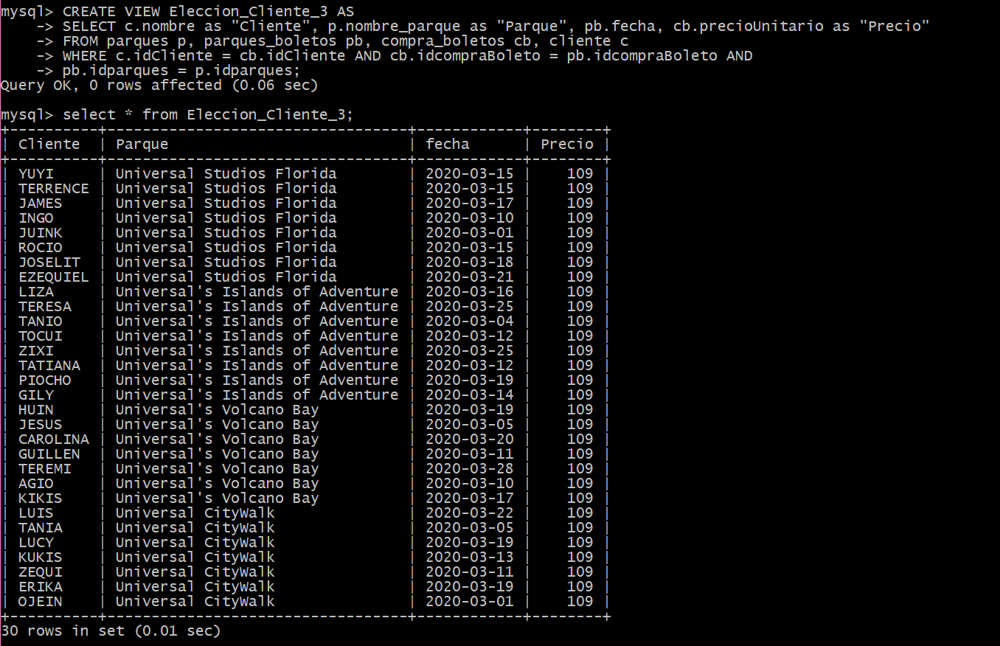 mysql> CREATE VIEW Eleccion_Cliente_3 AS
    -> SELECT c.nombre as "Cliente", p.nombre_parque as "Parque", pb.fecha, cb.precioUnitario as "Precio"
    -> FROM parques p, parques_boletos pb, compra_boletos cb, cliente c
    -> WHERE c.idCliente = cb.idCliente AND cb.idcompraBoleto = pb.idcompraBoleto AND
    -> pb.idparques = p.idparques;
Query OK, 0 rows affected (0.06 sec)

mysql> select * from Eleccion_Cliente_3;
+----------+----------------------------------+------------+--------+
| Cliente  | Parque                           | fecha      | Precio |
+----------+----------------------------------+------------+--------+
| YUYI     | Universal Studios Florida        | 2020-03-15 |    109 |
| TERRENCE | Universal Studios Florida        | 2020-03-15 |    109 |
| JAMES    | Universal Studios Florida        | 2020-03-17 |    109 |
| INGO     | Universal Studios Florida        | 2020-03-10 |    109 |
| JUINK    | Universal Studios Florida        | 2020-03-01 |    109 |
| ROCIO    | Universal Studios Florida        | 2020-03-15 |    109 |
| JOSELIT  | Universal Studios Florida        | 2020-03-18 |    109 |
| EZEQUIEL | Universal Studios Florida        | 2020-03-21 |    109 |
| LIZA     | Universal's Islands of Adventure | 2020-03-16 |    109 |
| TERESA   | Universal's Islands of Adventure | 2020-03-25 |    109 |
| TANIO    | Universal's Islands of Adventure | 2020-03-04 |    109 |
| TOCUI    | Universal's Islands of Adventure | 2020-03-12 |    109 |
| ZIXI     | Universal's Islands of Adventure | 2020-03-25 |    109 |
| TATIANA  | Universal's Islands of Adventure | 2020-03-12 |    109 |
| PIOCHO   | Universal's Islands of Adventure | 2020-03-19 |    109 |
| GILY     | Universal's Islands of Adventure | 2020-03-14 |    109 |
| HUIN     | Universal's Volcano Bay          | 2020-03-19 |    109 |
| JESUS    | Universal's Volcano Bay          | 2020-03-05 |    109 |
| CAROLINA | Universal's Volcano Bay          | 2020-03-20 |    109 |
| GUILLEN  | Universal's Volcano Bay          | 2020-03-11 |    109 |
| TEREMI   | Universal's Volcano Bay          | 2020-03-28 |    109 |
| AGIO     | Universal's Volcano Bay          | 2020-03-10 |    109 |
| KIKIS    | Universal's Volcano Bay          | 2020-03-17 |    109 |
| LUIS     | Universal CityWalk               | 2020-03-22 |    109 |
| TANIA    | Universal CityWalk               | 2020-03-05 |    109 |
| LUCY     | Universal CityWalk               | 2020-03-19 |    109 |
| KUKIS    | Universal CityWalk               | 2020-03-13 |    109 |
| ZEQUI    | Universal CityWalk               | 2020-03-11 |    109 |
| ERIKA    | Universal CityWalk               | 2020-03-19 |    109 |
| OJEIN    | Universal CityWalk               | 2020-03-01 |    109 |
+----------+----------------------------------+------------+--------+
30 rows in set (0.01 sec)